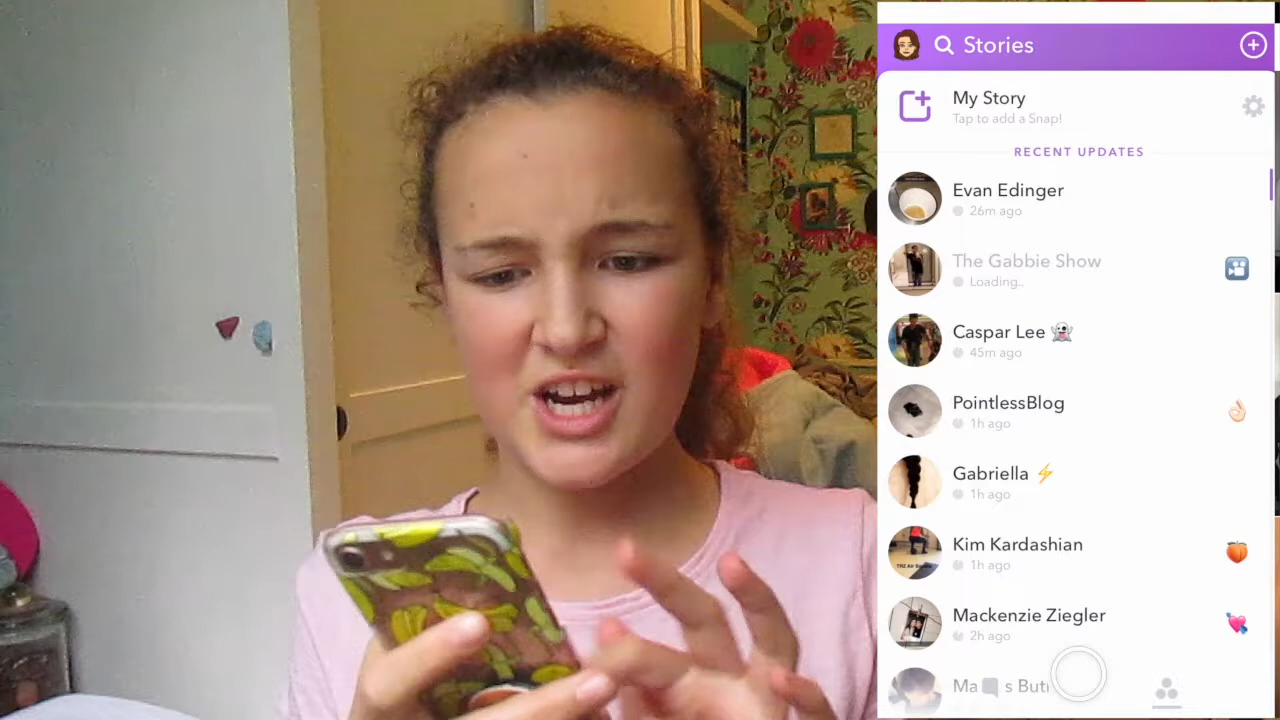 Stories
My Story
Tap to add a Snap!
RECENT UPDATES
Evan Edinger
26m ago
The Gabbie Show
Loading..
Caspar Lee
45m ago
PointlessBlog
1h ago
Gabriella
1h ago
Kim Kardashian
1h ago
Mackenzie Ziegler
2h ago
s Butl